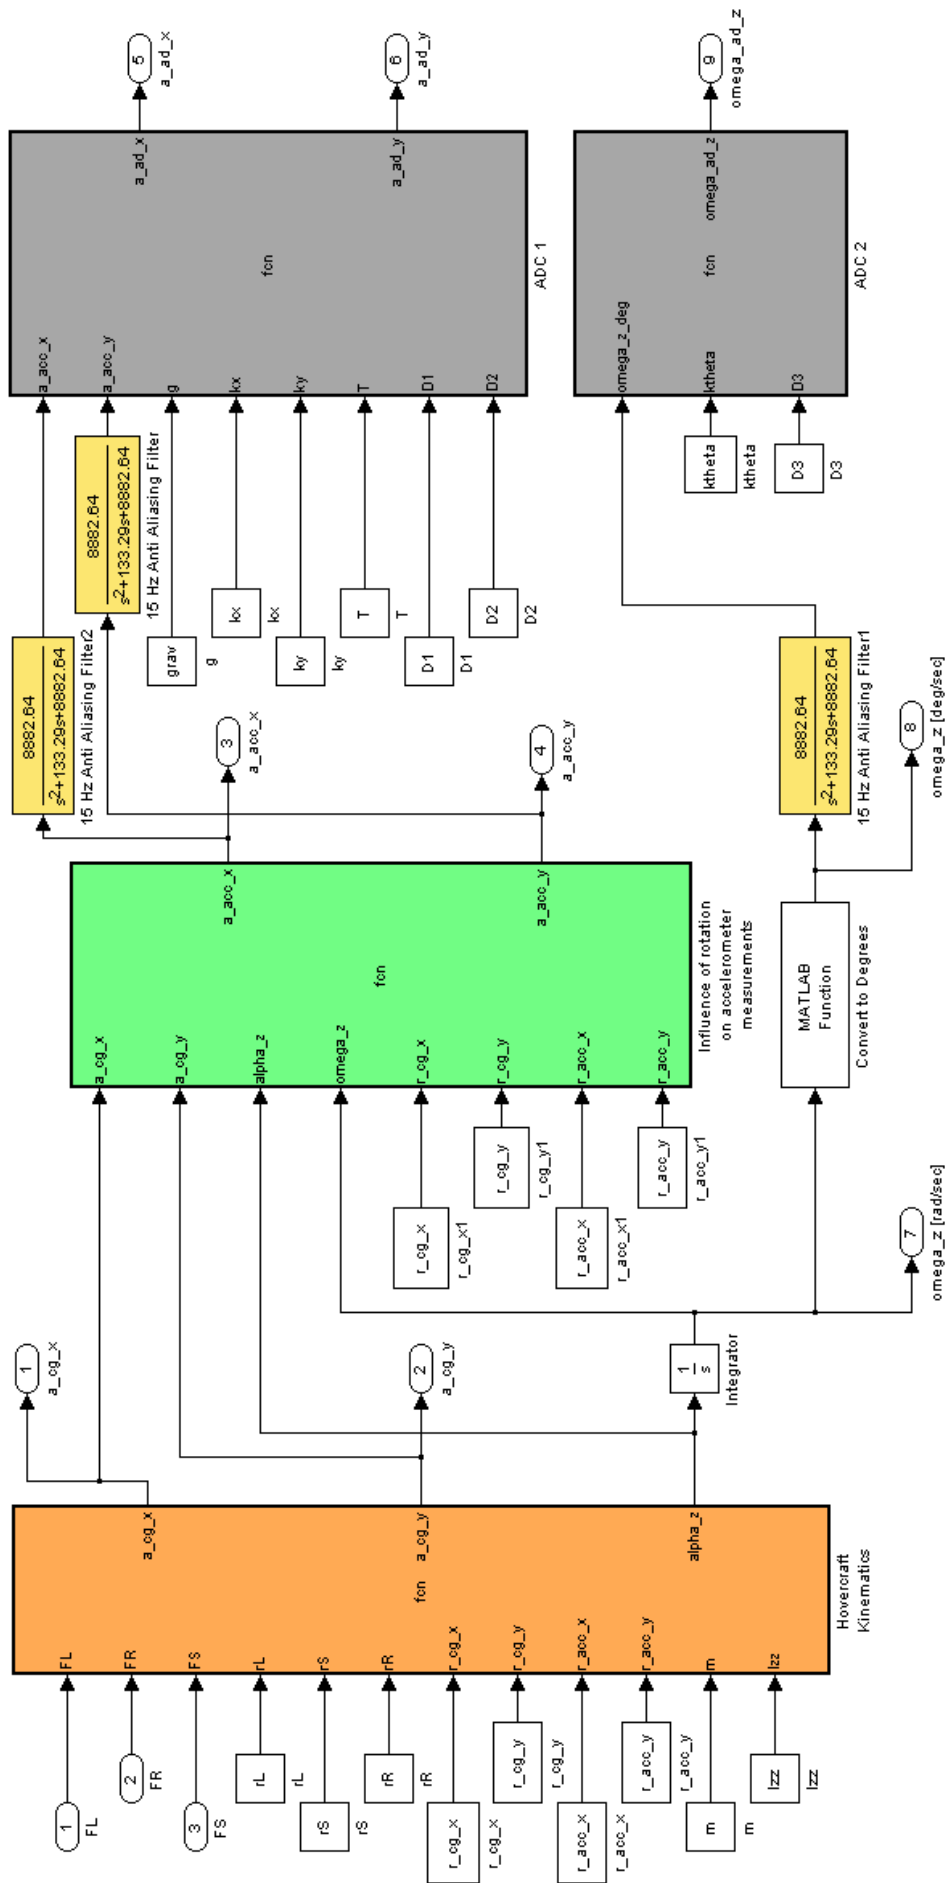 1
FL
2
FR
3
FS
rL
rL
rS
rS
rR
rR
r_cg_x
r_cg_x
r_cg_y
r_cg_y
r_acc_x
r_acc_x
r_acc_y
r_acc_y
m
m
Izz
Izz
FL
FR
FS
rL
rS
rR
r_cg_x
r_cg_y
r_acc_x
r_acc_y
m
Izz
fcn
a_cg_x
a_cg_y
alpha_z
Hovercraft
Kinematics
1
a_cg_x
2
a_cg_y
1
s
Integrator
7
omega_z [rad/sec]
r_cg_x
r_cg_x1
r_cg_y
r_cg_y1
r_acc_x
r_acc_x1
r_acc_y
r_acc_y1
a_cg_x
a_cg_y
alpha_z
omega_z
r_cg_x
r_cg_y
r_acc_x
r_acc_y
fcn
a_acc_x
a_acc_y
Influence of rotation
on accelerometer
measurements
MATLAB
Function
Convert to Degrees
3
a_acc_x
4
a_acc_y
8
omega_z [deg/sec]
8882.64
s²+133.29s+8882.64
15 Hz Anti Aliasing Filter2
8882.64
s²+133.29s+8882.64
15 Hz Anti Aliasing Filter
8882.64
s²+133.29s+8882.64
15 Hz Anti Aliasing Filter1
grav
g
kx
kx
ky
ky
T
T
D1
D1
D2
D2
a_acc_x
a_acc_y
g
kx
ky
T
D1
D2
fcn
a_ad_x
a_ad_y
ADC 1
5
a_ad_x
6
a_ad_y
ktheta
ktheta
D3
D3
omega_z_deg
ktheta
D3
fcn
omega_ad_z
ADC 2
9
omega_ad_z